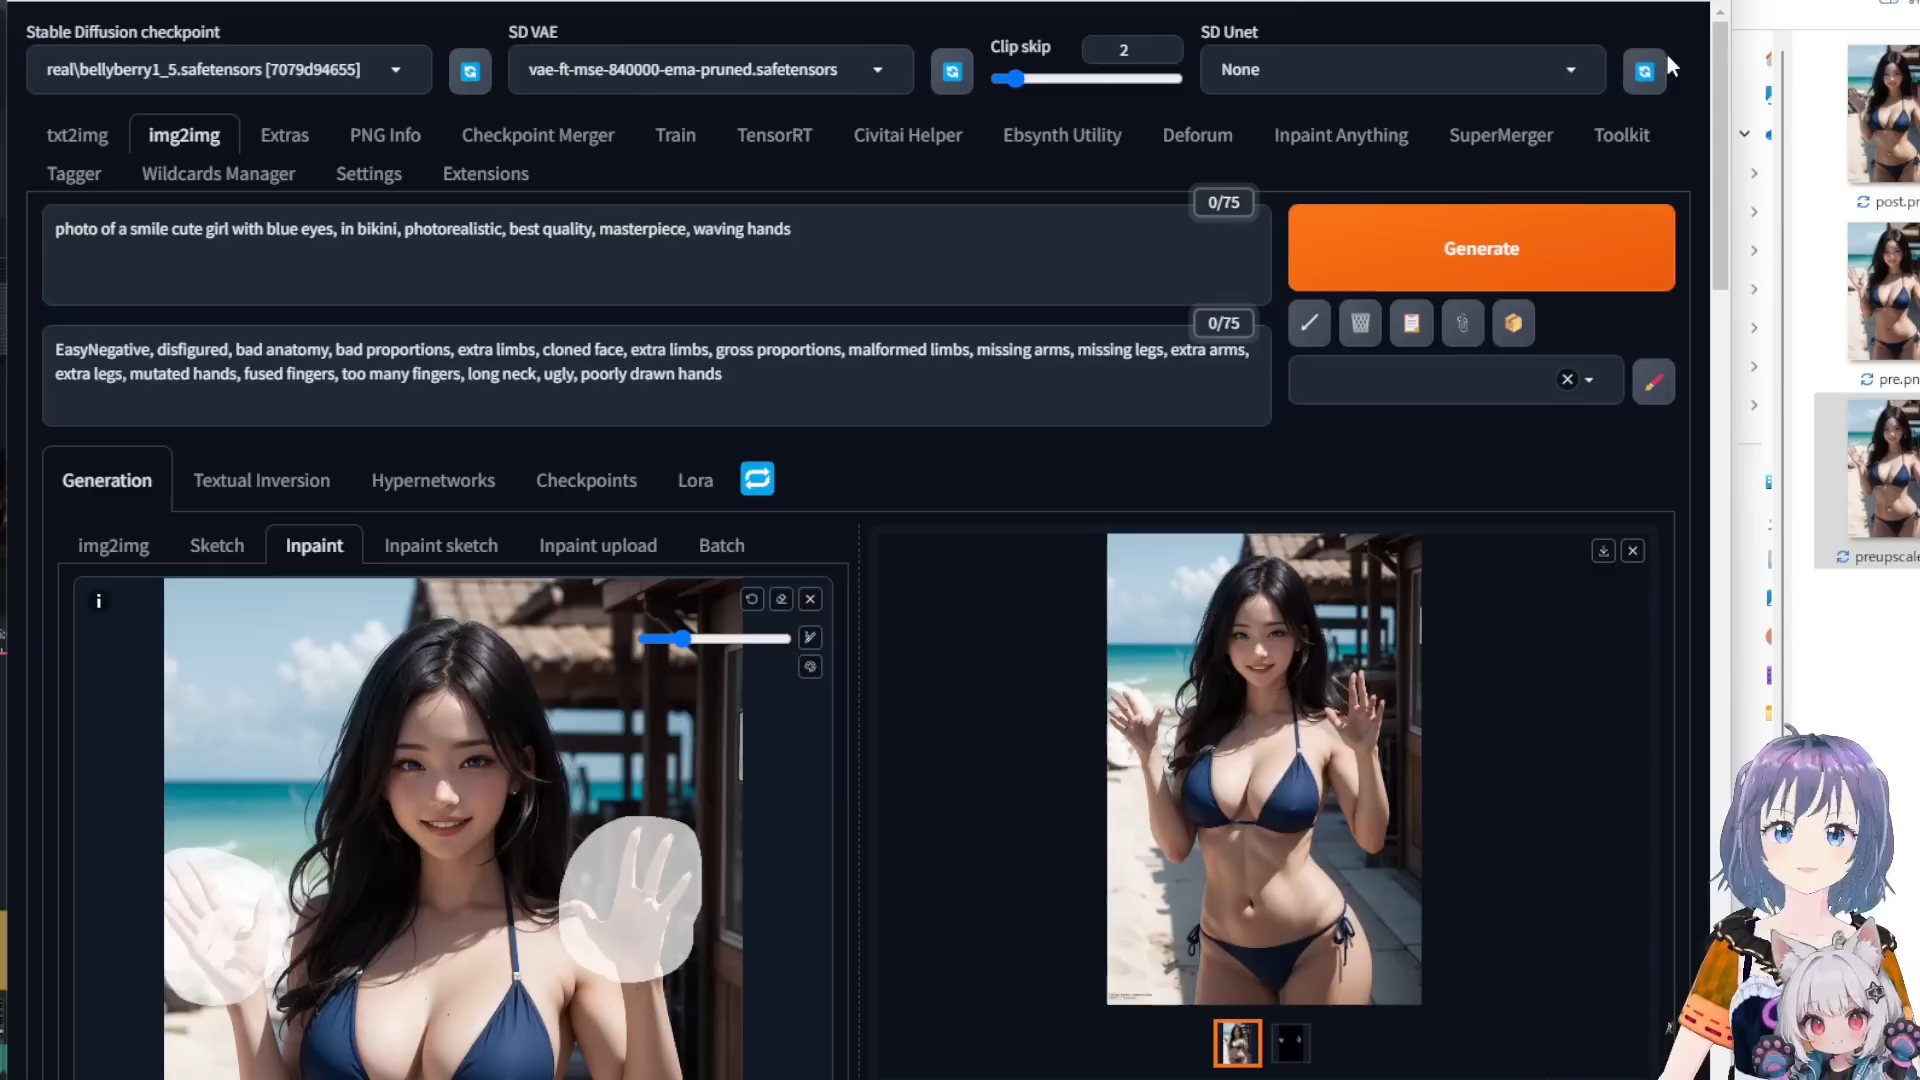 Stable Diffusion checkpoint
SD VAE
Clip skip
2
SD Unet
real\bellyberry1_5.safetensors [7079d94655]
vae-ft-mse-840000-ema-pruned.safetensors
None
txt2img
img2img
Extras
PNG Info
Checkpoint Merger
Train
TensorRT
Civitai Helper
Ebsynth Utility
Deforum
Inpaint Anything
SuperMerger
Toolkit
Tagger
Wildcards Manager
Settings
Extensions
0/75
photo of a smile cute girl with blue eyes, in bikini, photorealistic, best quality, masterpiece, waving hands
Generate
0/75
EasyNegative, disfigured, bad anatomy, bad proportions, extra limbs, cloned face, extra limbs, gross proportions, malformed limbs, missing arms, missing legs, extra arms,
extra legs, mutated hands, fused fingers, too many fingers, long neck, ugly, poorly drawn hands
Generation
Textual Inversion
Hypernetworks
Checkpoints
Lora
img2img
Sketch
Inpaint
Inpaint sketch
Inpaint upload
Batch
i
post.pr
pre.pn
preupscale